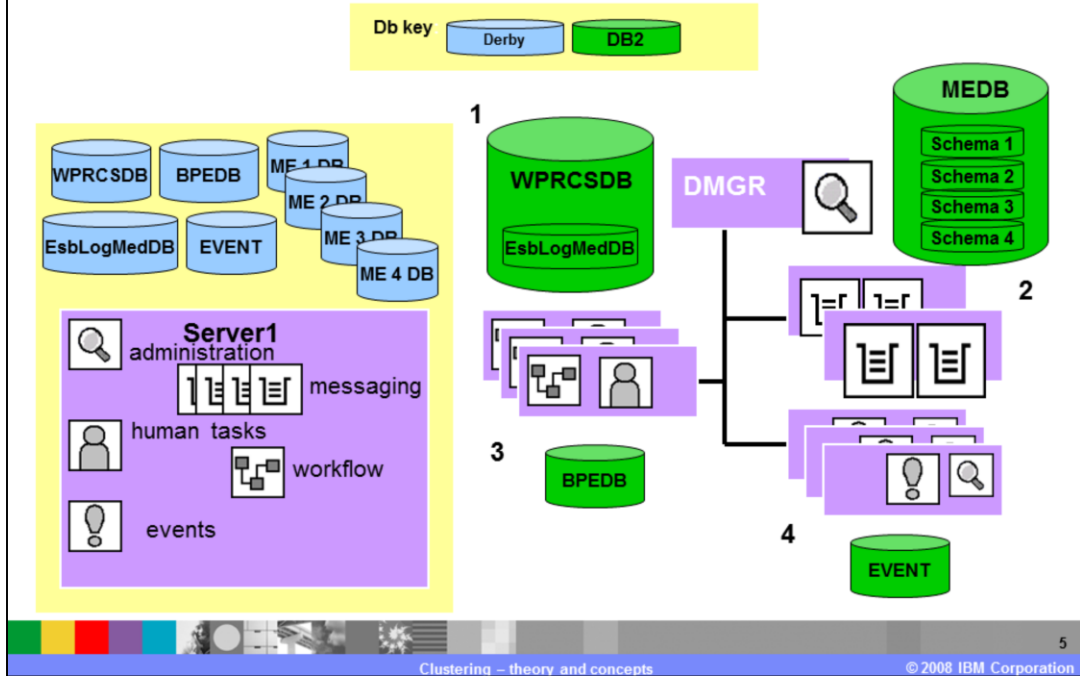 Db key
Derby
DB2
WPRCSDB
BPEDB
ME 1 DB
ME 2 DB
ME 3 DB
ME 4 DB
EsbLogMedDB
EVENT
Server1
administration
messaging
human tasks
workflow
events
1
WPRCSDB
EsbLogMedDB
DMGR
MEDB
Schema 1
Schema 2
Schema 3
Schema 4
2
3
BPEDB
4
EVENT
5
Clustering – theory and concepts
© 2008 IBM Corporation